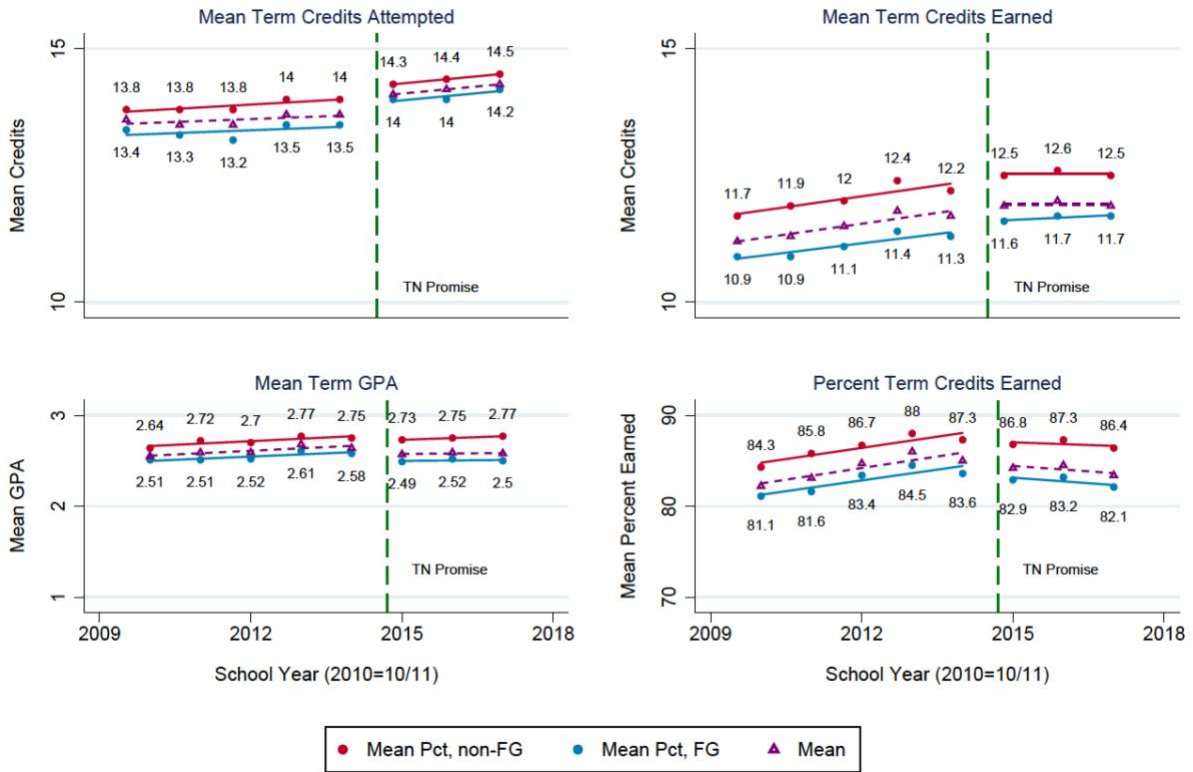 Mean Term Credits Attempted
15
13.8 13.8 13.8 14 14 14.3 14.4 14.5
13.4 13.3 13.2 13.5 13.5 14 14 14.2
Mean Credits
TN Promise
10
Mean Term Credits Earned
15
11.7 11.9 12 12.4 12.2 12.5 12.6 12.5
10.9 10.9 11.1 11.4 11.3 11.6 11.7 11.7
Mean Credits
TN Promise
10
Mean Term GPA
3
2.64 2.72 2.7 2.77 2.75 2.73 2.75 2.77
2.51 2.51 2.52 2.61 2.58 2.49 2.52 2.5
Mean GPA
2
TN Promise
1
2009 2012 2015 2018
School Year (2010=10/11)
Percent Term Credits Earned
90
84.3 85.8 86.7 88 87.3 86.8 87.3 86.4
81.1 81.6 83.4 84.5 83.6 82.9 83.2 82.1
Mean Percent Earned
80
TN Promise
70
2009 2012 2015 2018
School Year (2010=10/11)
Mean Pct, non-FG Mean Pct, FG Mean